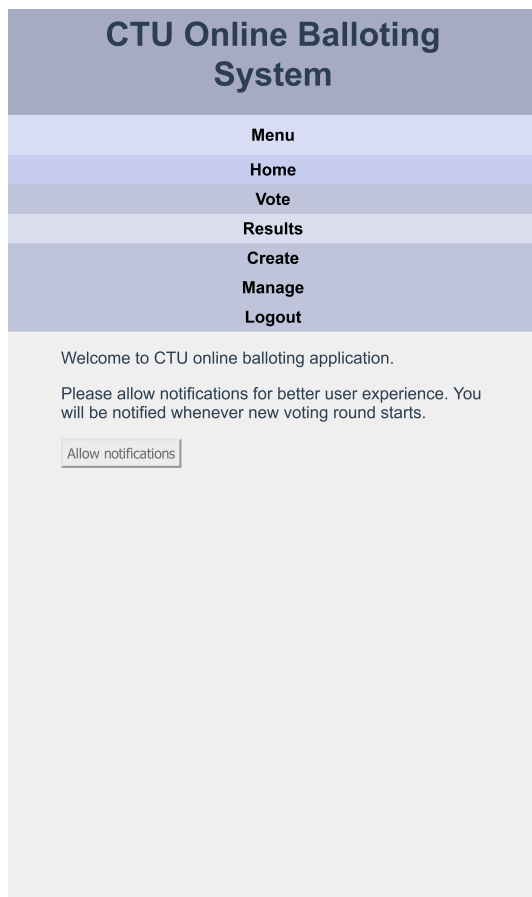 CTU Online Balloting
System
Menu
Home
Vote
Results
Create
Manage
Logout
Welcome to CTU online balloting application.
Please allow notifications for better user experience. You
will be notified whenever new voting round starts.
Allow notifications